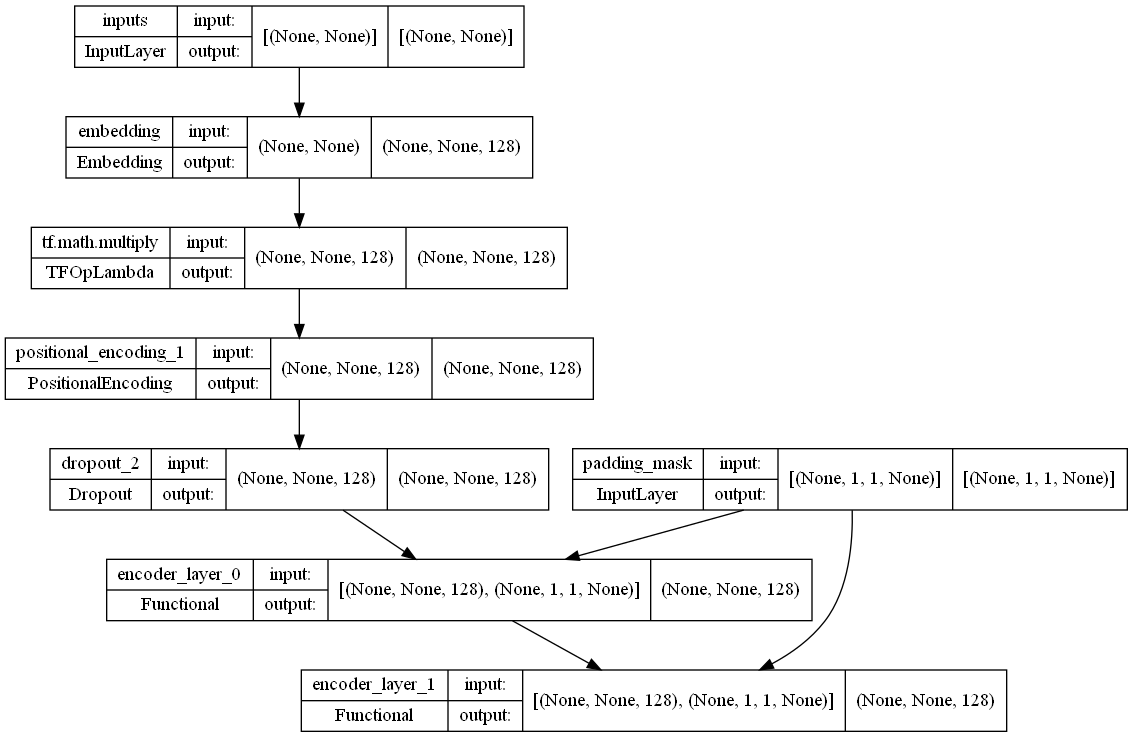 inputs input: [(None, None)] [(None, None)]
InputLayer output:
embedding input: (None, None) (None, None, 128)
Embedding output:
tf.math.multiply input: (None, None, 128) (None, None, 128)
TFOpLambda output:
positional_encoding_1 input: (None, None, 128) (None, None, 128)
PositionalEncoding output:
dropout_2 input: (None, None, 128) (None, None, 128)
Dropout output:
padding_mask input: [(None, 1, 1, None)] [(None, 1, 1, None)]
InputLayer output:
encoder_layer_0 input: [(None, None, 128), (None, 1, 1, None)] (None, None, 128)
Functional output:
encoder_layer_1 input: [(None, None, 128), (None, 1, 1, None)] (None, None, 128)
Functional output: